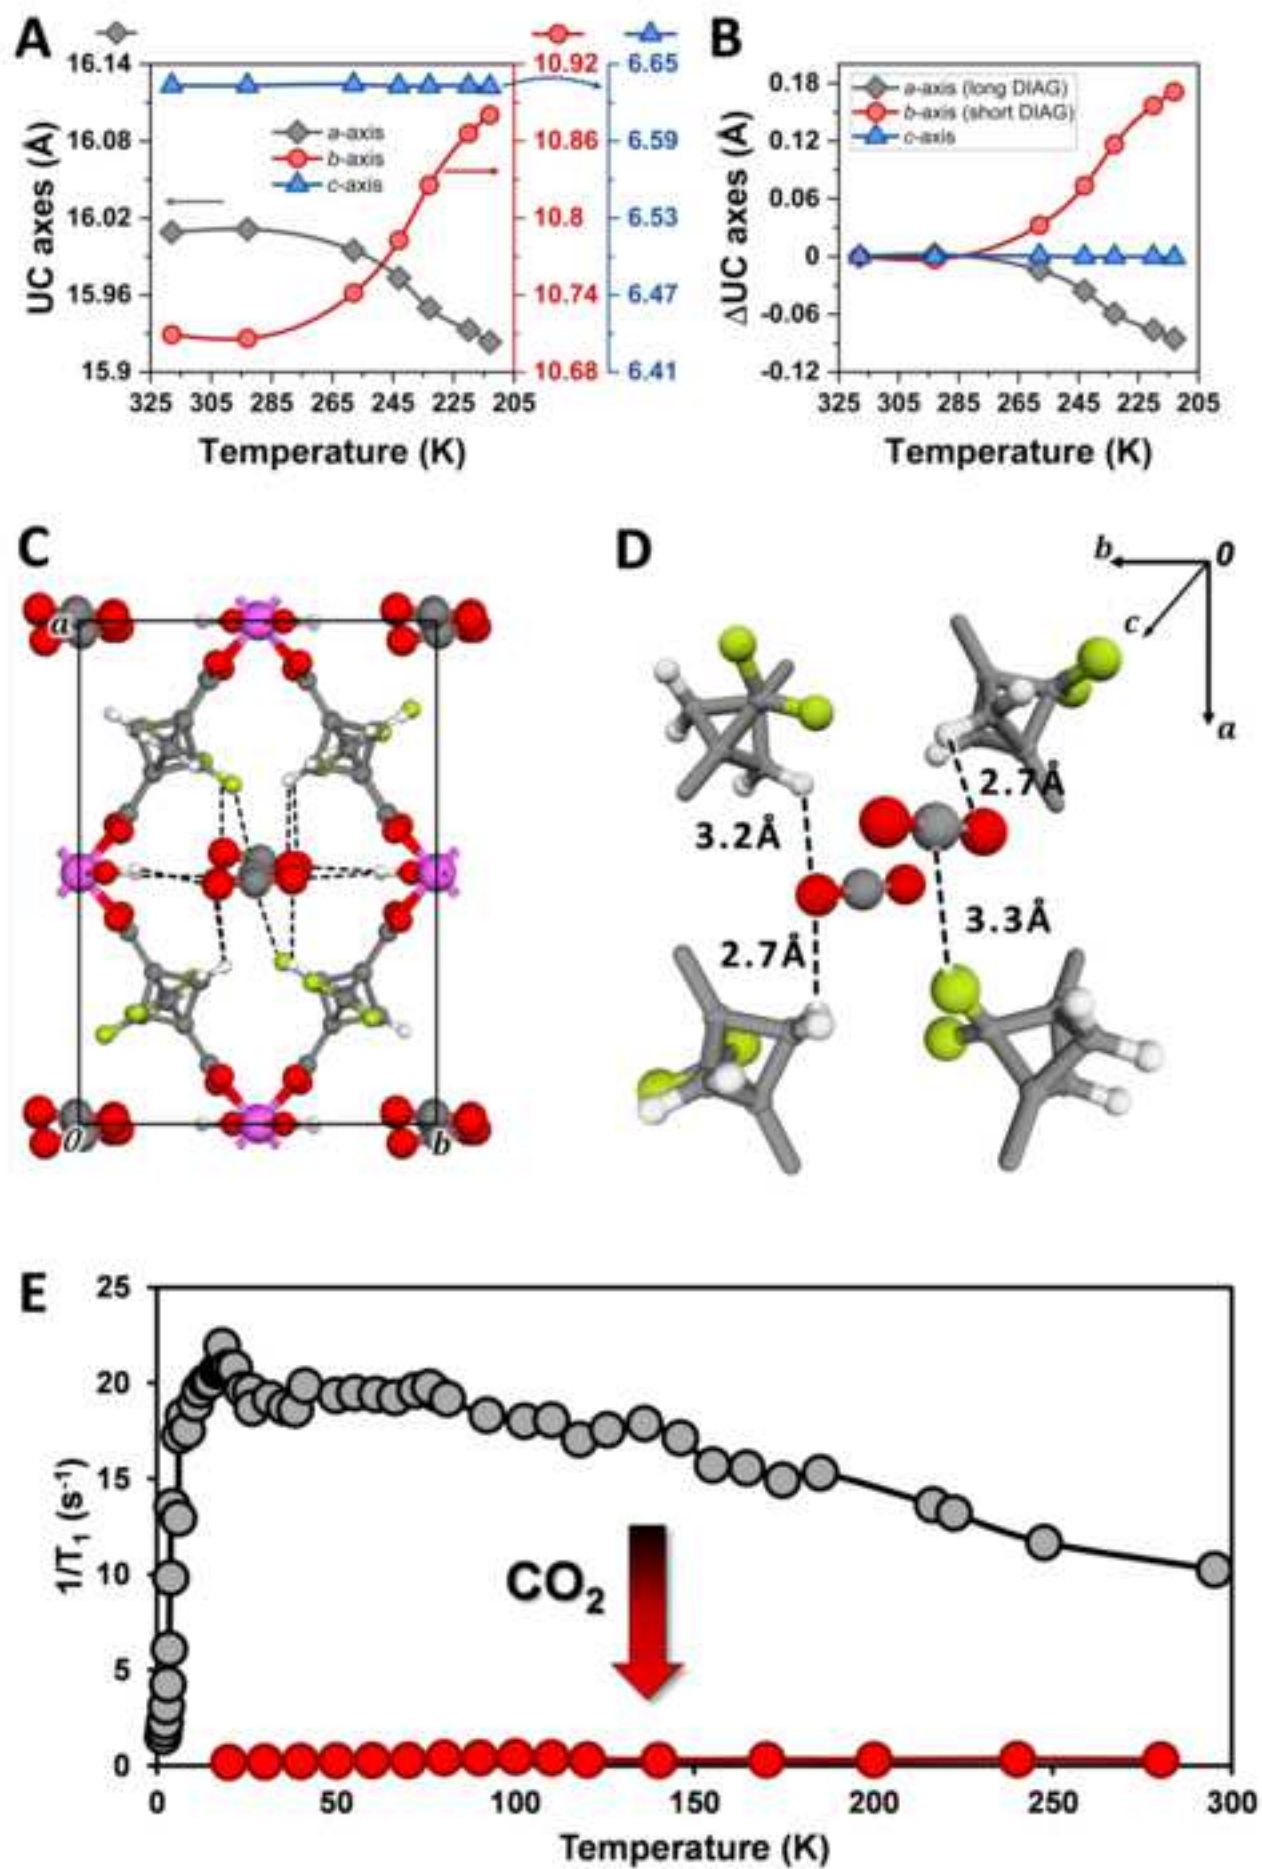 A
B
16.14
16.08
16.02
15.96
15.9
UC axes (Å)
a-axis
b-axis
c-axis
10.92
10.86
10.8
10.74
10.68
6.65
6.59
6.53
6.47
6.41
325 305 285 265 245 225 205
Temperature (K)
0.18
0.12
0.06
0
-0.06
-0.12
ΔUC axes (Å)
a-axis (long DIAG)
b-axis (short DIAG)
c-axis
325 305 285 265 245 225 205
Temperature (K)
C
a
0
b
D
b
0
c
a
2.7Å
3.2Å
3.3Å
2.7Å
E
25
20
15
10
5
0
1/T₁ (s⁻¹)
CO₂
0 50 100 150 200 250 300
Temperature (K)